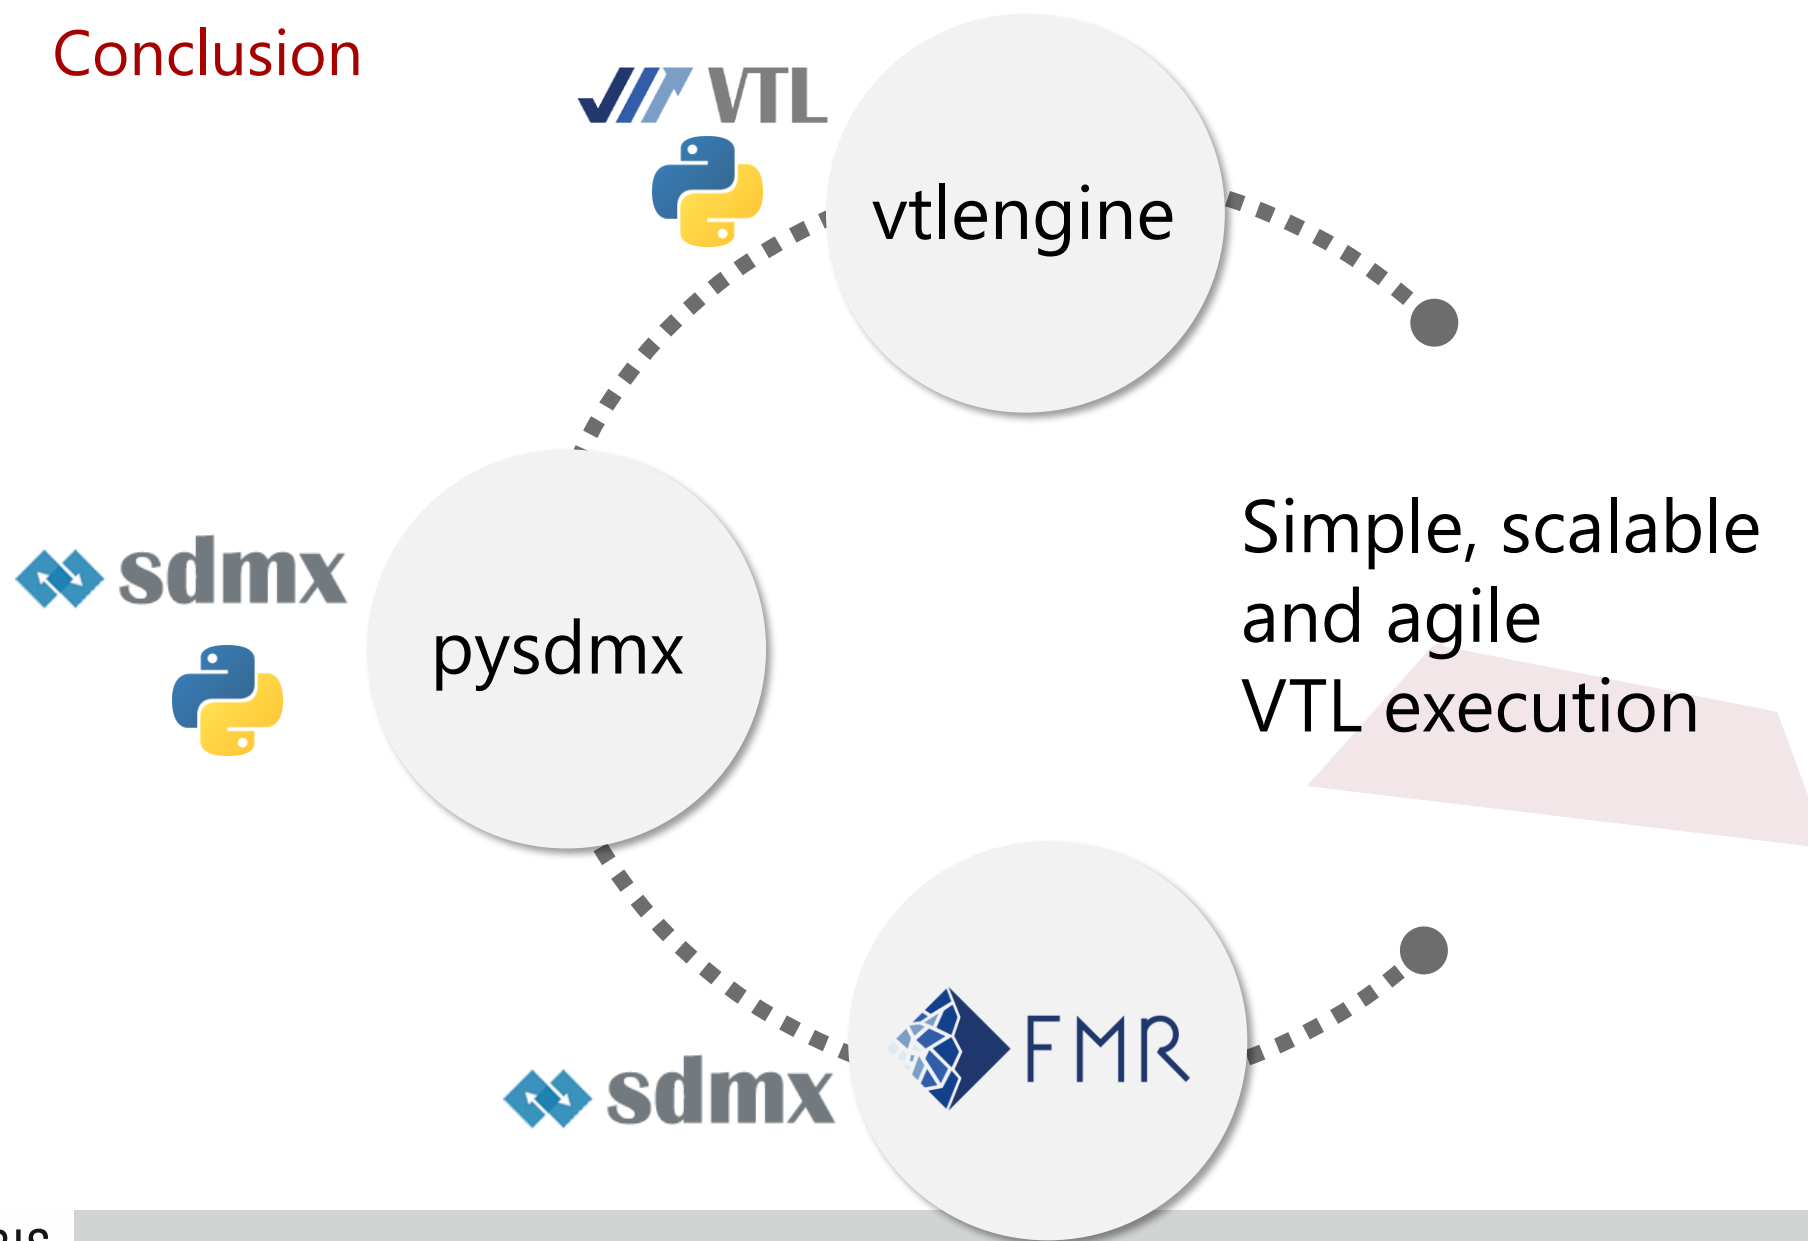 Conclusion
VTL
vtlengine
sdmx
pysdmx
Simple, scalable
and agile
VTL execution
FMR
sdmx